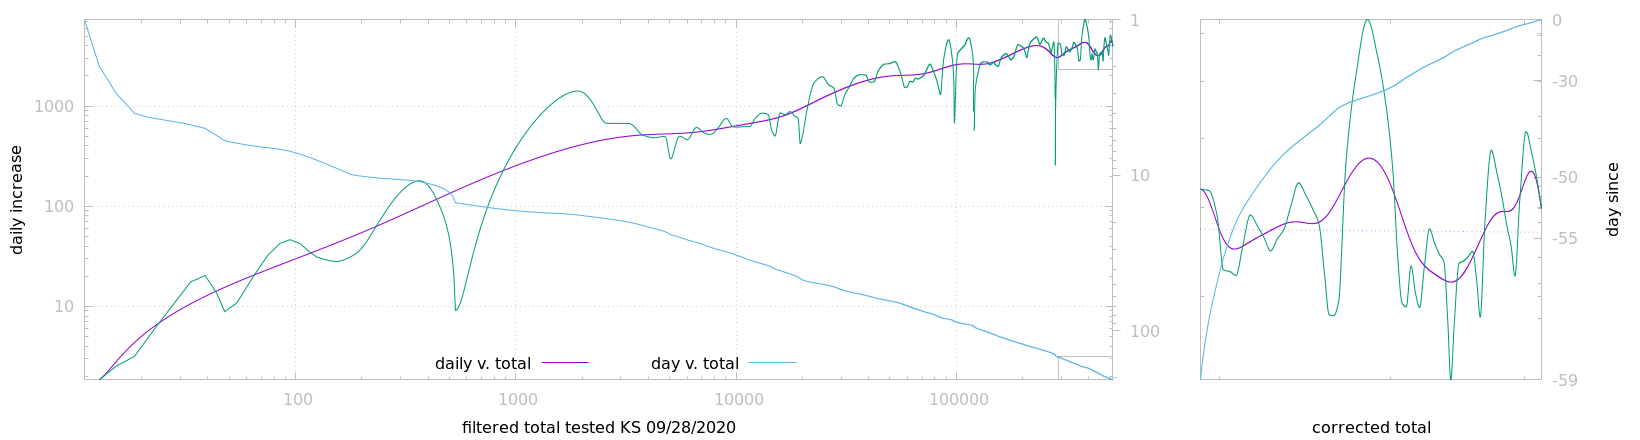 1000
100
10
daily increase
100
1000
10000
100000
1
10
100
daily v. total
day v. total
filtered total tested KS 09/28/2020
0
-30
-50
-55
-59
day since
corrected total